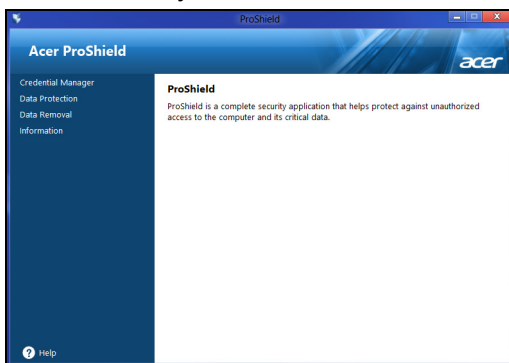 ProShield
Acer ProShield
acer
Credential Manager
Data Protection
Data Removal
Information
ProShield
ProShield is a complete security application that helps protect against unauthorized
access to the computer and its critical data.
? Help